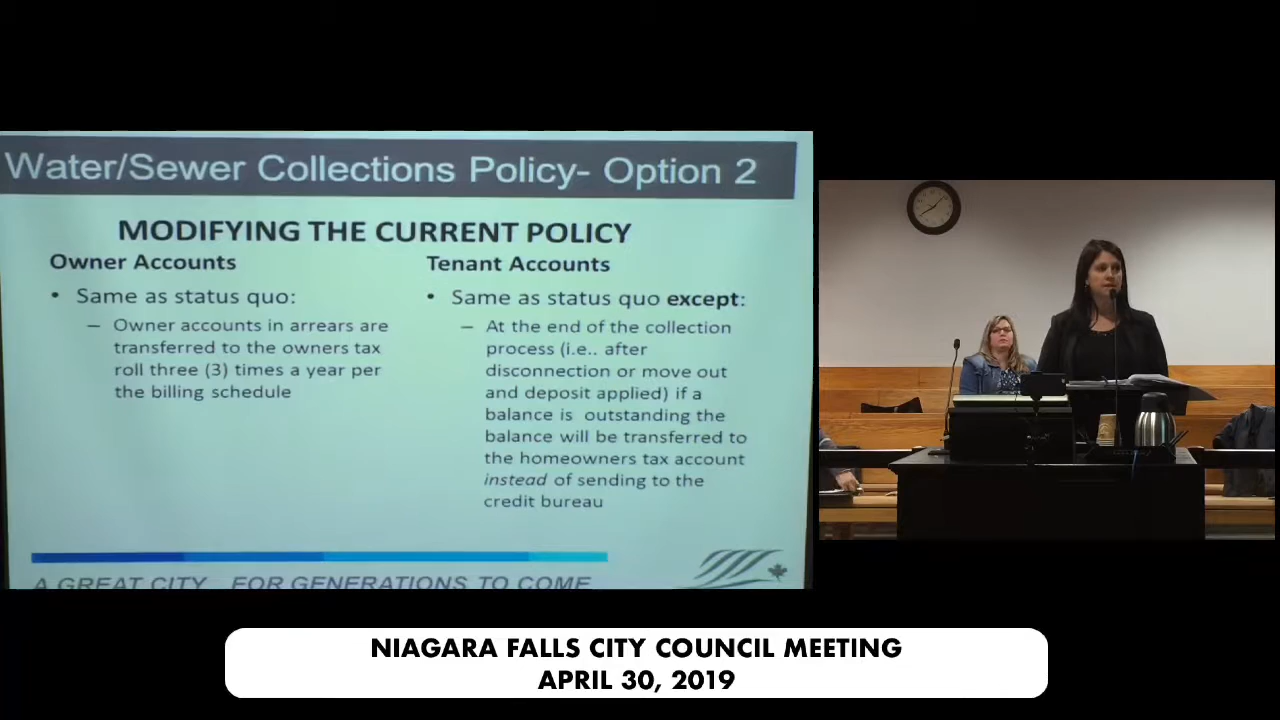 Water/Sewer Collections Policy- Option 2
MODIFYING THE CURRENT POLICY
Owner Accounts
• Same as status quo:
– Owner accounts in arrears are
transferred to the owners tax
roll three (3) times a year per
the billing schedule
Tenant Accounts
• Same as status quo except:
– At the end of the collection
process (i.e.. after
disconnection or move out
and deposit applied) if a
balance is outstanding the
balance will be transferred to
the homeowners tax account
instead of sending to the
credit bureau
A GREAT CITY FOR GENERATIONS TO COME
NIAGARA FALLS CITY COUNCIL MEETING
APRIL 30, 2019